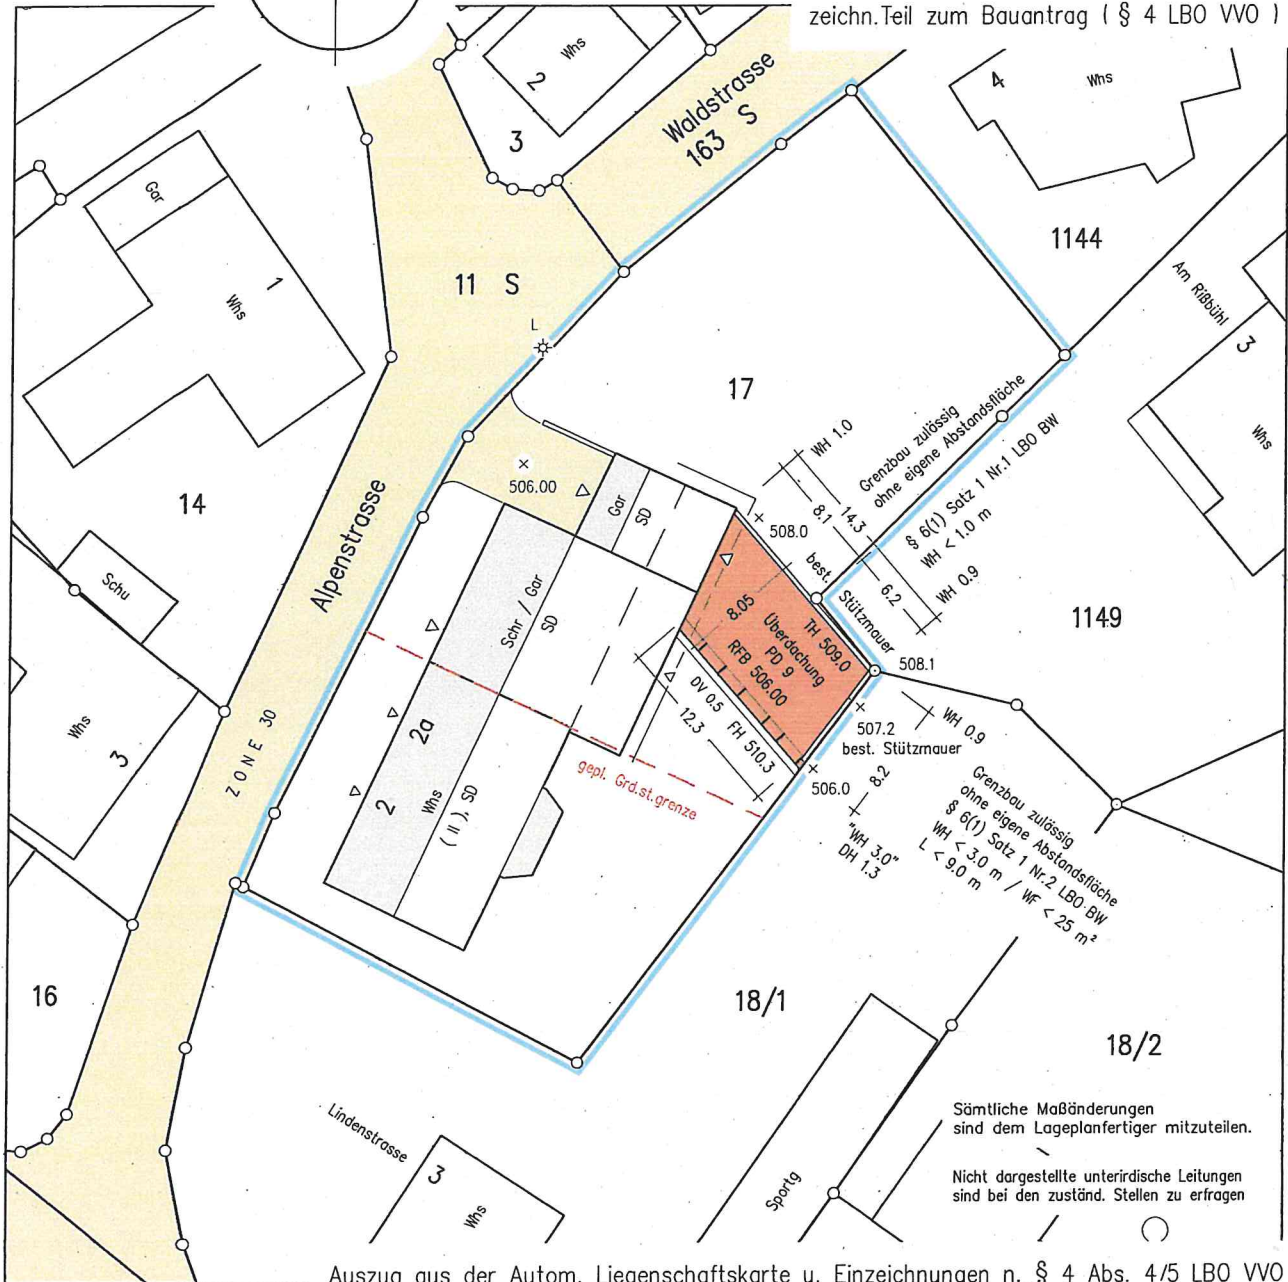 zeichn.Teil zum Bauantrag ( § 4 LBO VVO )
Whs
2
3
Waldstrasse
163 S
4
Whs
1144
Am Rißbühl
3
Whs
Gar
1
Whs
11 S
L
17
14
Schu
Alpenstrasse
506.00
Gar
SD
Schr / Gar
SD
WH 1.0
8.1
14.3
Grenzbau zulässig
ohne eigene Abstandsfläche
§ 6(1) Satz 1 Nr.1 LBO BW
WH < 1.0 m
6.2
WH 0.9
508.0
best.
Stützmauer
8.05
TH 509.0
Überdachung
PD 9
RFB 506.00
DV 0.5
FH 510.3
12.3
508.1
1149
507.2
best. Stützmauer
WH 0.9
8.2
506.0
"WH 3.0"
DH 1.3
Grenzbau zulässig
ohne eigene Abstandsfläche
§ 6(1) Satz 1 Nr.2 LBO BW
WH < 3.0 m / WF < 25 m²
L < 9.0 m
gepl. Grd.st.grenze
Whs
3
ZONE 30
2a
2
Whs
( II ), SD
16
18/1
18/2
Lindenstrasse
3
Whs
Sportg
Sämtliche Maßänderungen
sind dem Lageplanfertiger mitzuteilen.
Nicht dargestellte unterirdische Leitungen
sind bei den zuständ. Stellen zu erfragen
Auszug aus der Autom. Liegenschaftskarte u. Einzeichnungen n. § 4 Abs. 4/5 LBO VVO